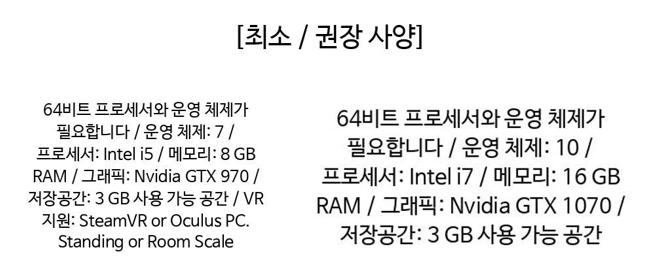 [최소 / 권장 사양]
64비트 프로세서와 운영 체제가
필요합니다 / 운영 체제: 7 /
프로세서: Intel i5 / 메모리: 8 GB
RAM / 그래픽: Nvidia GTX 970 /
저장공간: 3 GB 사용 가능 공간 / VR
지원: SteamVR or Oculus PC.
Standing or Room Scale
64비트 프로세서와 운영 체제가
필요합니다 / 운영 체제: 10 /
프로세서: Intel i7 / 메모리: 16 GB
RAM / 그래픽: Nvidia GTX 1070 /
저장공간: 3 GB 사용 가능 공간